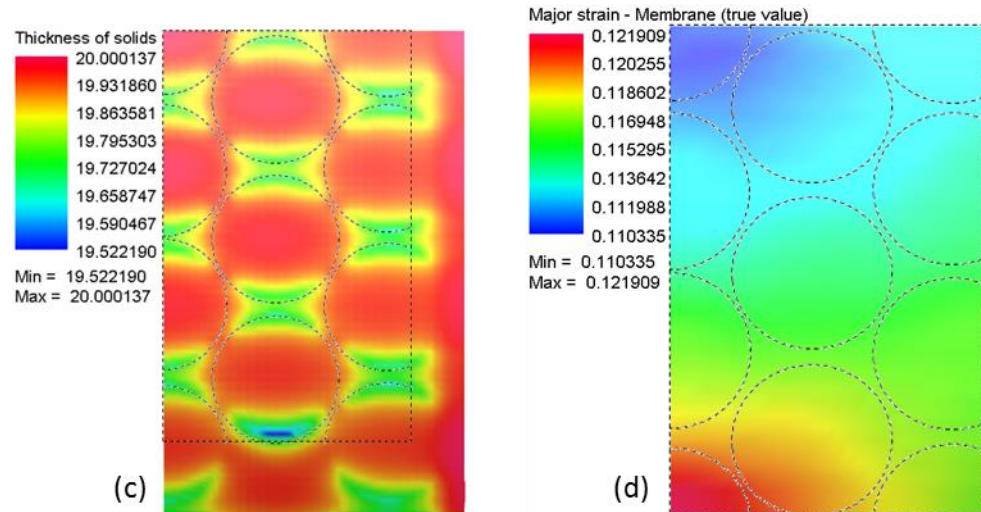 Thickness of solids
20.000137
19.931860
19.863581
19.795303
19.727024
19.658747
19.590467
19.522190
Min = 19.522190
Max = 20.000137
(c)
Major strain - Membrane (true value)
0.121909
0.120255
0.118602
0.116948
0.115295
0.113642
0.111988
0.110335
Min = 0.110335
Max = 0.121909
(d)